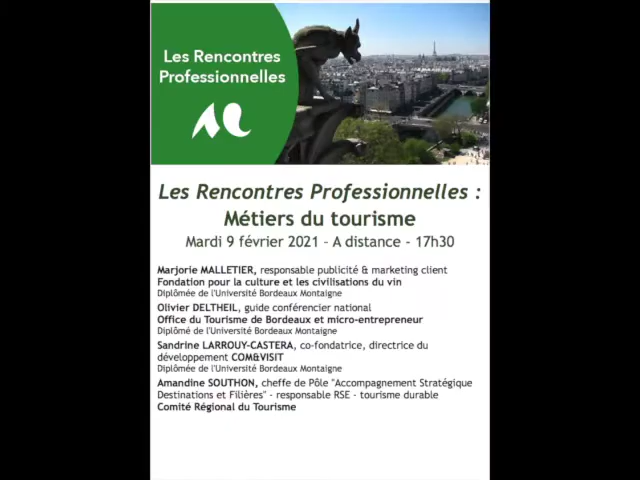 Les Rencontres
Professionnelles
Les Rencontres Professionnelles :
Métiers du tourisme
Mardi 9 février 2021 – A distance - 17h30
Marjorie MALLETIER, responsable publicité & marketing client
Fondation pour la culture et les civilisations du vin
Diplômée de l'Université Bordeaux Montaigne
Olivier DELTHEIL, guide conférencier national
Office du Tourisme de Bordeaux et micro-entrepreneur
Diplômé de l'Université Bordeaux Montaigne
Sandrine LARROUY-CASTERA, co-fondatrice, directrice du
développement COM&VISIT
Diplômée de l'Université Bordeaux Montaigne
Amandine SOUTHON, cheffe de Pôle "Accompagnement Stratégique
Destinations et Filières" - responsable RSE - tourisme durable
Comité Régional du Tourisme